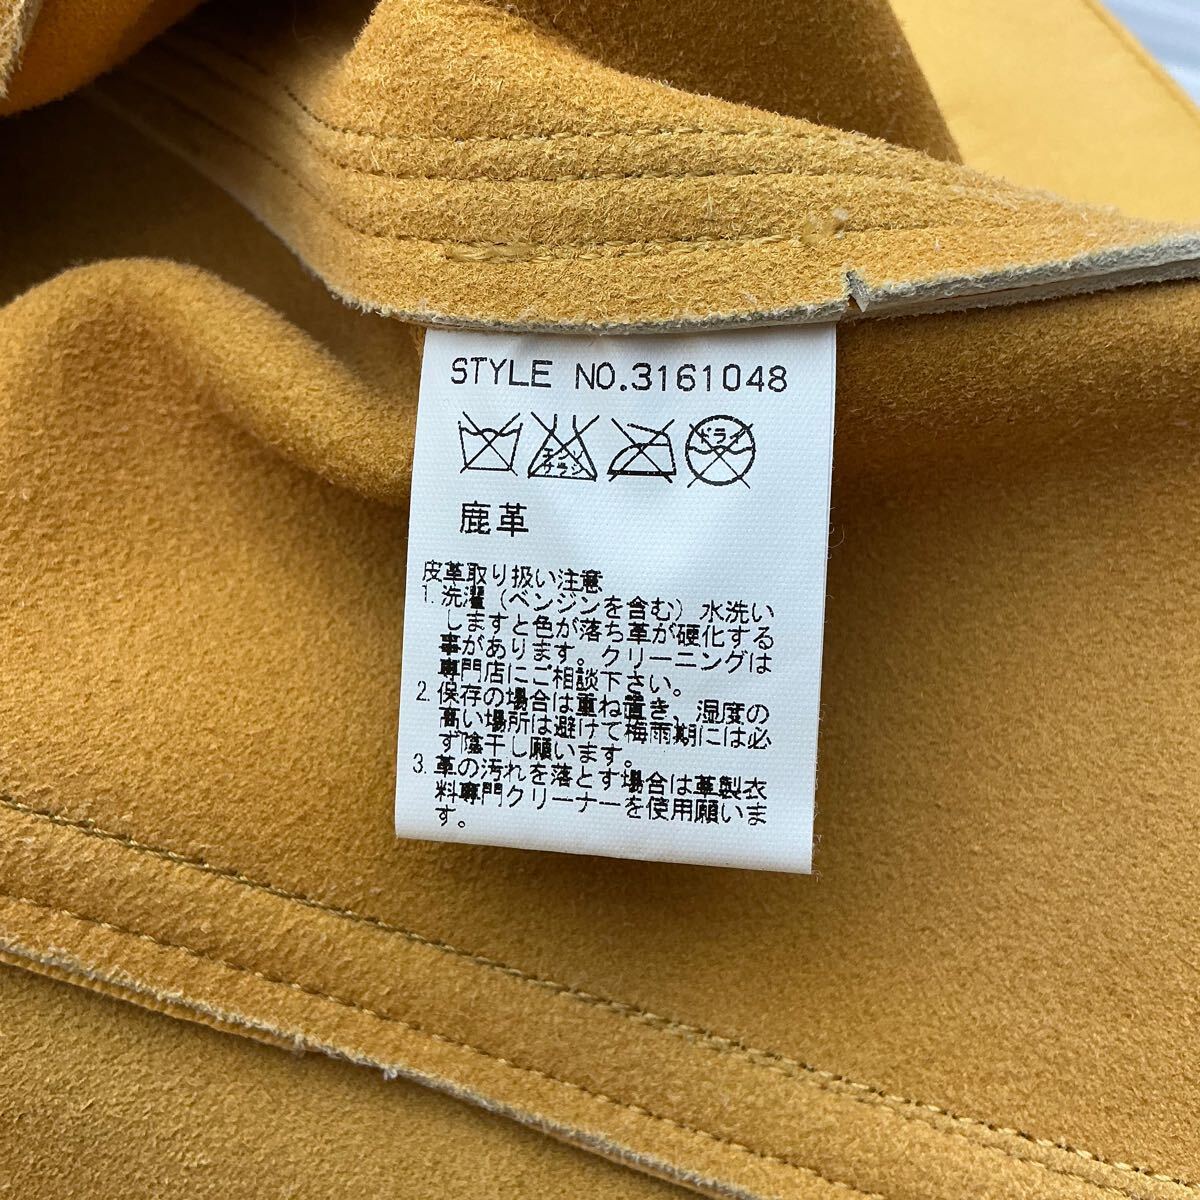 STYLE NO.3161048
エンソサラシ
ドライ
鹿革
皮革取り扱い注意
1. 洗濯（ベンジンを含む）水洗い
しますと色が落ち革が硬化する
事があります。クリーニングは
専門店にご相談下さい。
2. 保存の場合は重ね置き、湿度の
高い場所は避けて梅雨期には必
ず陰干し願います。
3. 革の汚れを落とす場合は革製衣
料専門クリーナーを使用願いま
す。